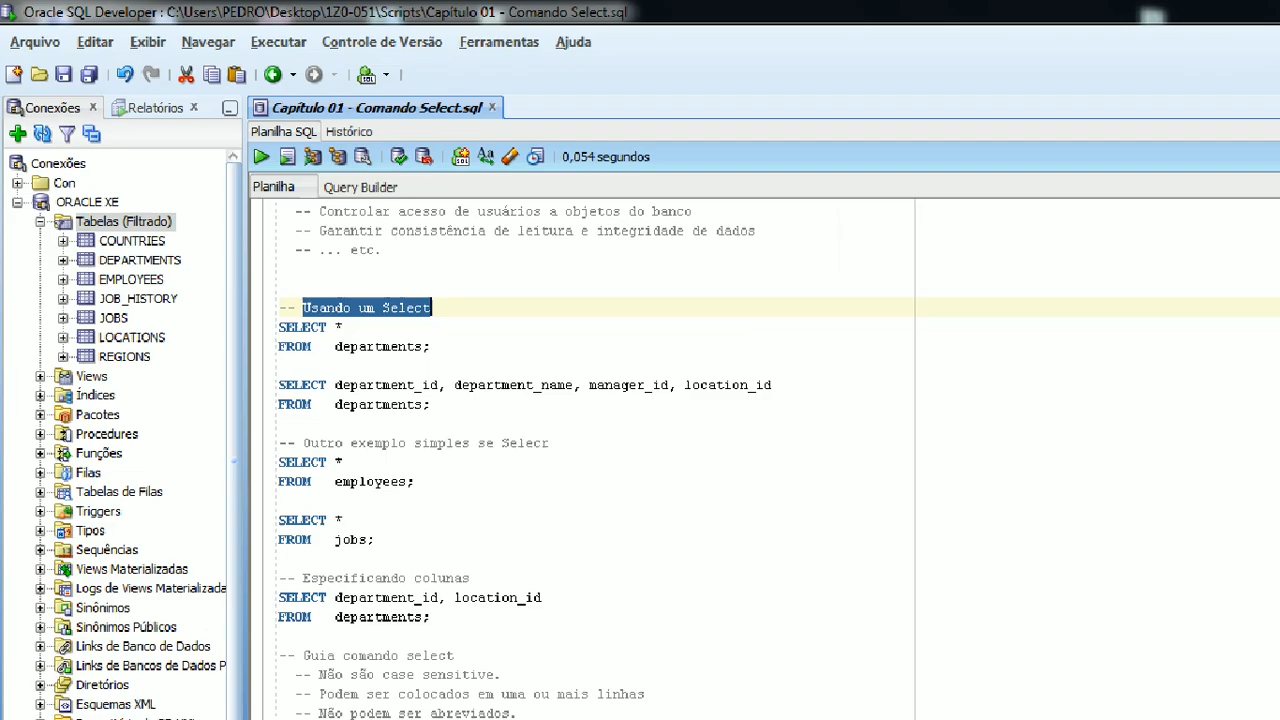 Oracle SQL Developer : C:\Users\PEDRO\Desktop\1Z0-051\Scripts\Capítulo 01 - Comando Select.sql
Arquivo Editar Exibir Navegar Executar Controle de Versão Ferramentas Ajuda
Conexões Relatórios
Capítulo 01 - Comando Select.sql
Planilha SQL Histórico
0,054 segundos
Planilha Query Builder
Conexões
Con
ORACLE XE
Tabelas (Filtrado)
COUNTRIES
DEPARTMENTS
EMPLOYEES
JOB_HISTORY
JOBS
LOCATIONS
REGIONS
Views
Índices
Pacotes
Procedures
Funções
Filas
Tabelas de Filas
Triggers
Tipos
Sequências
Views Materializadas
Logs de Views Materializada
Sinônimos
Sinônimos Públicos
Links de Banco de Dados
Links de Bancos de Dados P
Diretórios
Esquemas XML
-- Controlar acesso de usuários a objetos do banco
-- Garantir consistência de leitura e integridade de dados
-- ... etc.
-- Usando um Select
SELECT *
FROM departments;
SELECT department_id, department_name, manager_id, location_id
FROM departments;
-- Outro exemplo simples se Selecr
SELECT *
FROM employees;
SELECT *
FROM jobs;
-- Especificando colunas
SELECT department_id, location_id
FROM departments;
-- Guia comando select
-- Não são case sensitive.
-- Podem ser colocados em uma ou mais linhas
-- Não podem ser abreviados.